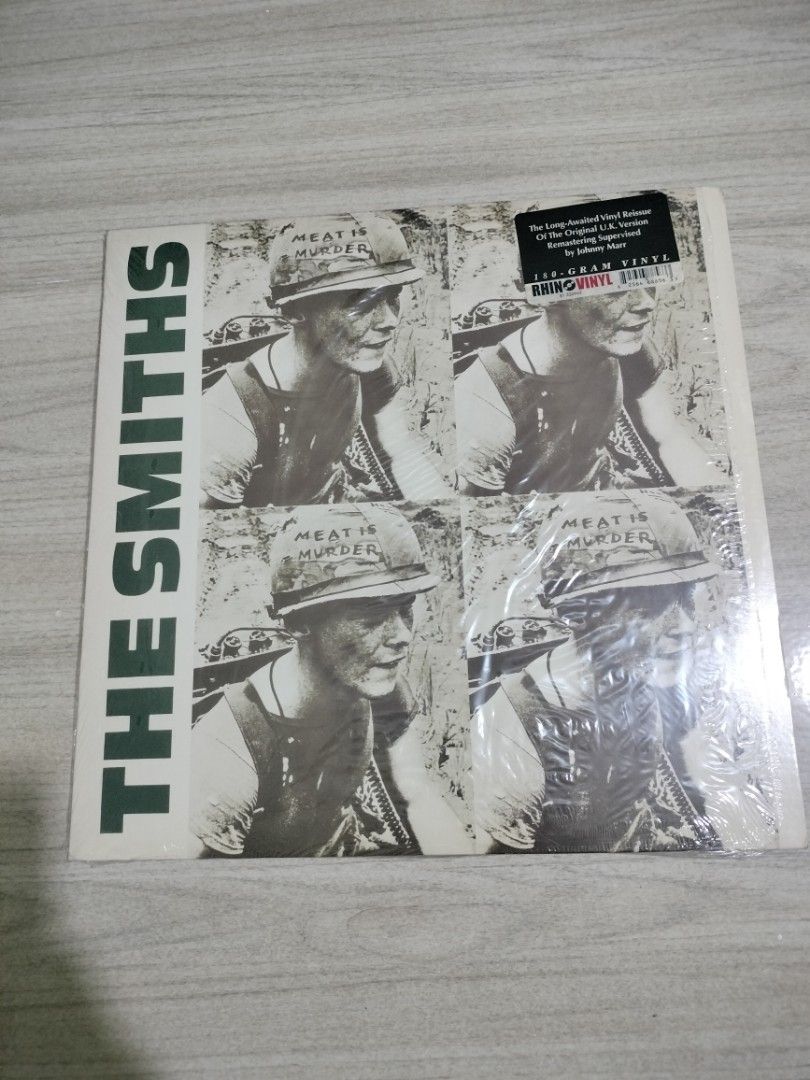 THE SMITHS
MEAT IS
MURDER
The Long-Awaited Vinyl Reissue
Of The Original U.K. Version
Remastering Supervised
by Johnny Marr
180-GRAM VINYL
RHINO VINYL
MEAT IS
MURDER
MEAT IS
MURDER